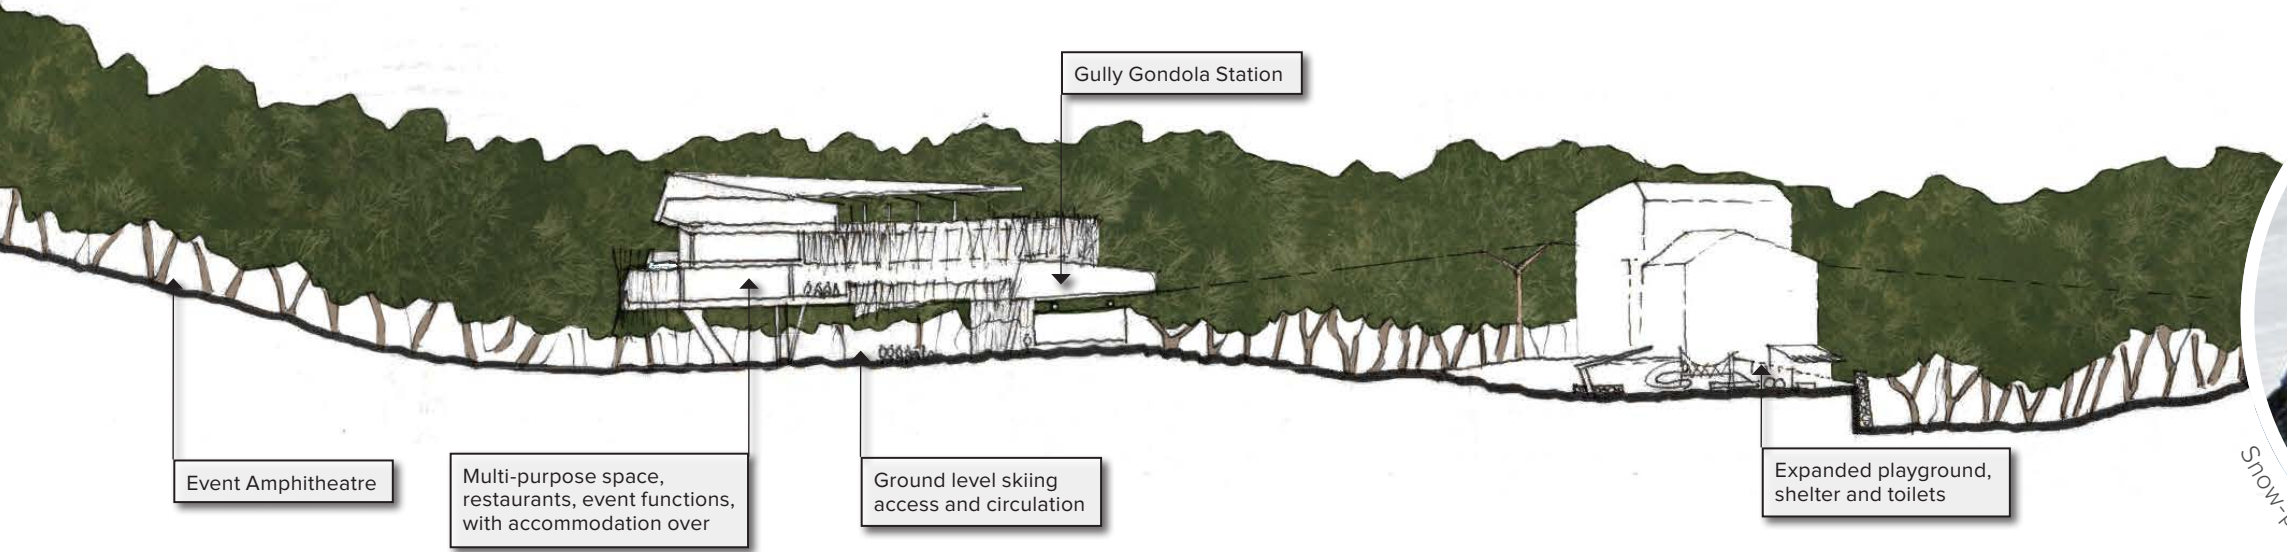 Gully Gondola Station
Event Amphitheatre
Multi-purpose space,
restaurants, event functions,
with accommodation over
Ground level skiing
access and circulation
Expanded playground,
shelter and toilets